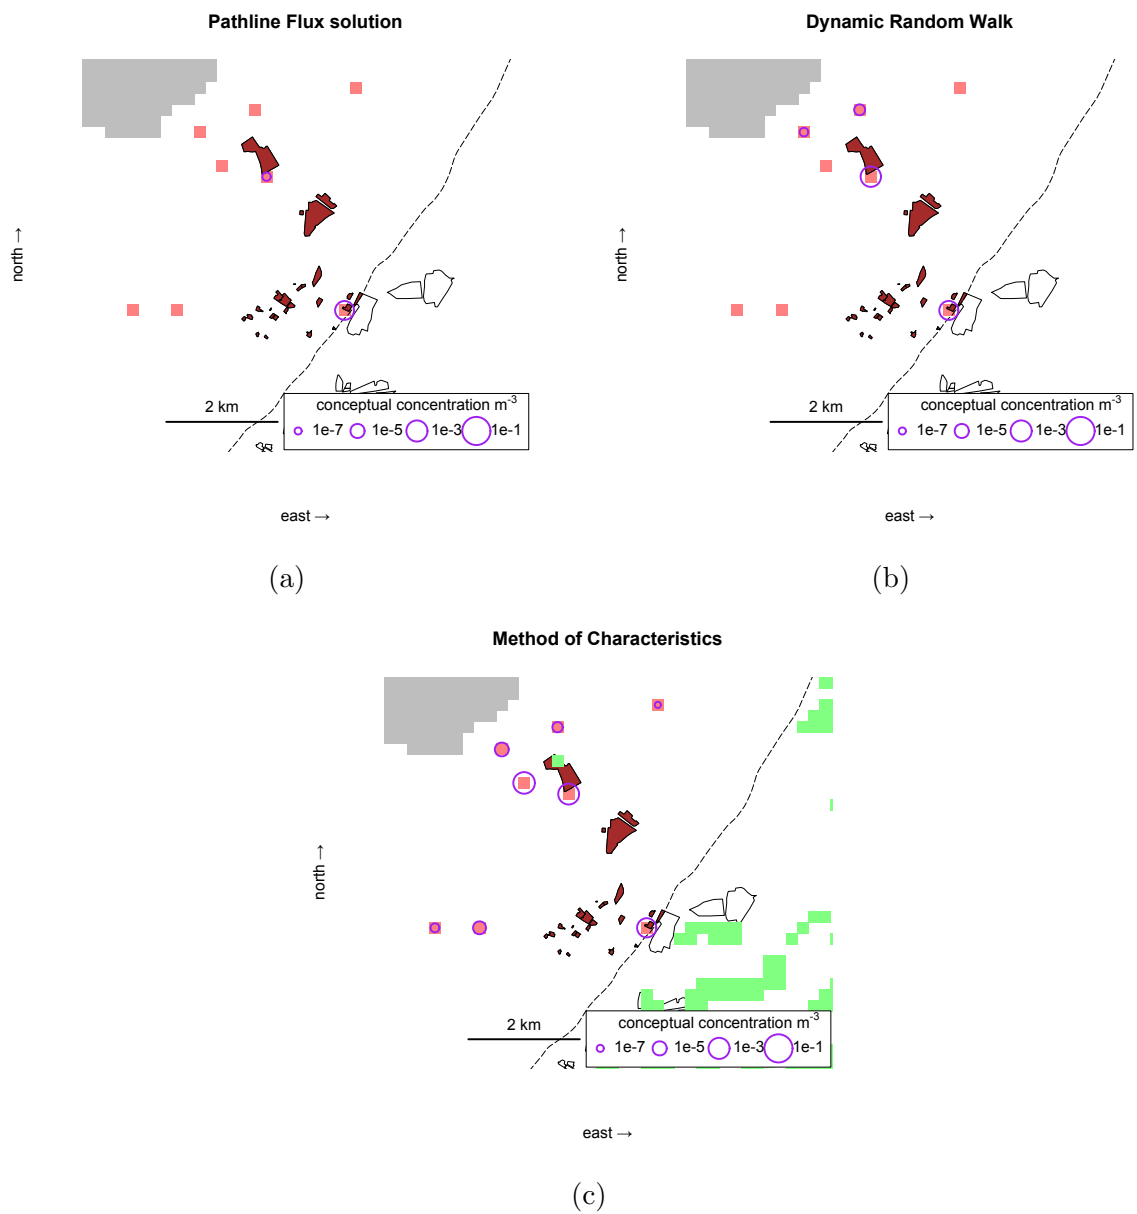 Pathline Flux solution
north →
2 km
conceptual concentration m⁻³
1e-7 1e-5 1e-3 1e-1
east →
(a)
Dynamic Random Walk
north →
2 km
conceptual concentration m⁻³
1e-7 1e-5 1e-3 1e-1
east →
(b)
Method of Characteristics
north →
2 km
conceptual concentration m⁻³
1e-7 1e-5 1e-3 1e-1
east →
(c)